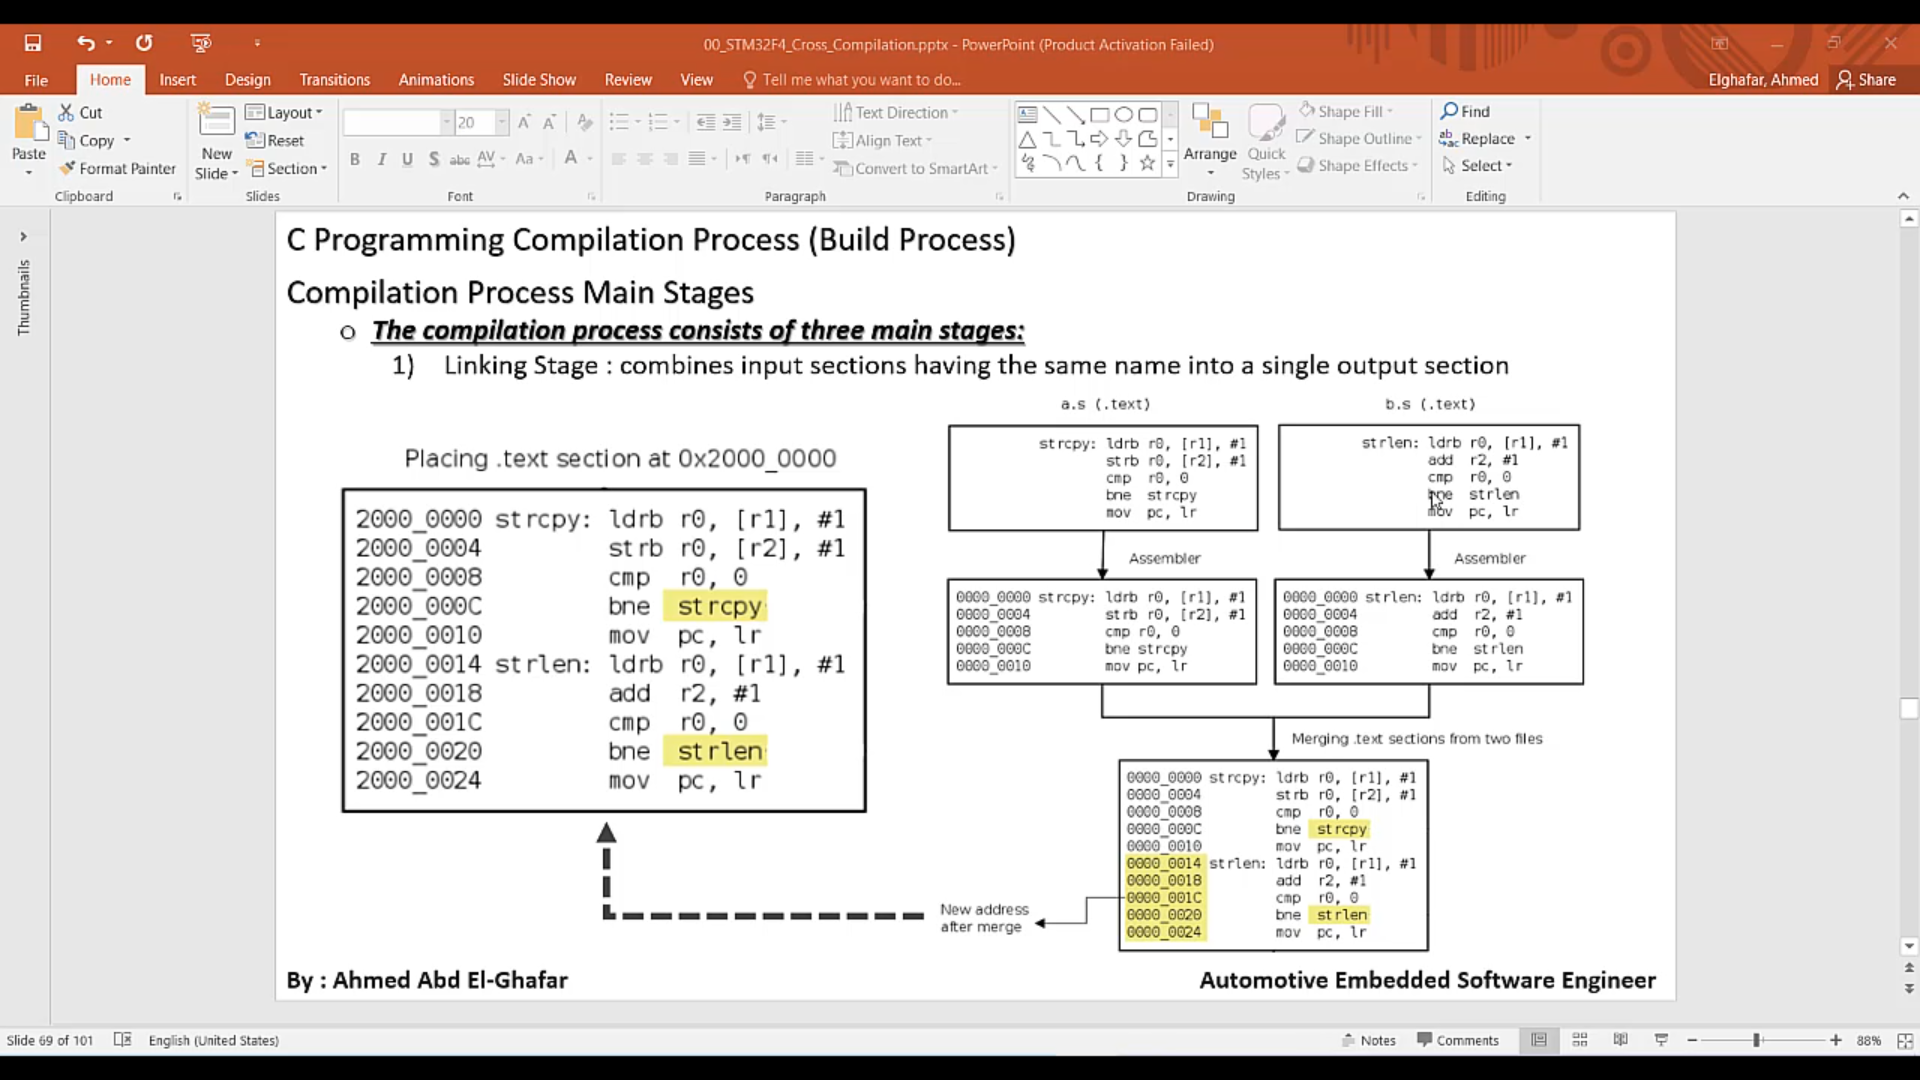 00_STM32F4_Cross_Compilation.pptx - PowerPoint (Product Activation Failed)
File Home Insert Design Transitions Animations Slide Show Review View Tell me what you want to do... Elghafar, Ahmed Share
Paste
Cut
Copy
Format Painter
Clipboard
New Slide
Layout
Reset
Section
Slides
20
Font
Text Direction
Align Text
Convert to SmartArt
Paragraph
Arrange
Quick Styles
Shape Fill
Shape Outline
Shape Effects
Drawing
Find
Replace
Select
Editing
Thumbnails
C Programming Compilation Process (Build Process)
Compilation Process Main Stages
o The compilation process consists of three main stages:
1) Linking Stage : combines input sections having the same name into a single output section
Placing .text section at 0x2000_0000
2000_0000 strcpy: ldrb r0, [r1], #1
2000_0004 strb r0, [r2], #1
2000_0008 cmp r0, 0
2000_000C bne strcpy
2000_0010 mov pc, lr
2000_0014 strlen: ldrb r0, [r1], #1
2000_0018 add r2, #1
2000_001C cmp r0, 0
2000_0020 bne strlen
2000_0024 mov pc, lr
a.s (.text)
strcpy: ldrb r0, [r1], #1
strb r0, [r2], #1
cmp r0, 0
bne strcpy
mov pc, lr
b.s (.text)
strlen: ldrb r0, [r1], #1
add r2, #1
cmp r0, 0
bne strlen
mov pc, lr
Assembler
Assembler
0000_0000 strcpy: ldrb r0, [r1], #1
0000_0004 strb r0, [r2], #1
0000_0008 cmp r0, 0
0000_000C bne strcpy
0000_0010 mov pc, lr
0000_0000 strlen: ldrb r0, [r1], #1
0000_0004 add r2, #1
0000_0008 cmp r0, 0
0000_000C bne strlen
0000_0010 mov pc, lr
Merging .text sections from two files
0000_0000 strcpy: ldrb r0, [r1], #1
0000_0004 strb r0, [r2], #1
0000_0008 cmp r0, 0
0000_000C bne strcpy
0000_0010 mov pc, lr
0000_0014 strlen: ldrb r0, [r1], #1
0000_0018 add r2, #1
0000_001C cmp r0, 0
0000_0020 bne strlen
0000_0024 mov pc, lr
New address
after merge
By : Ahmed Abd El-Ghafar
Automotive Embedded Software Engineer
Slide 69 of 101 English (United States) Notes Comments 88%